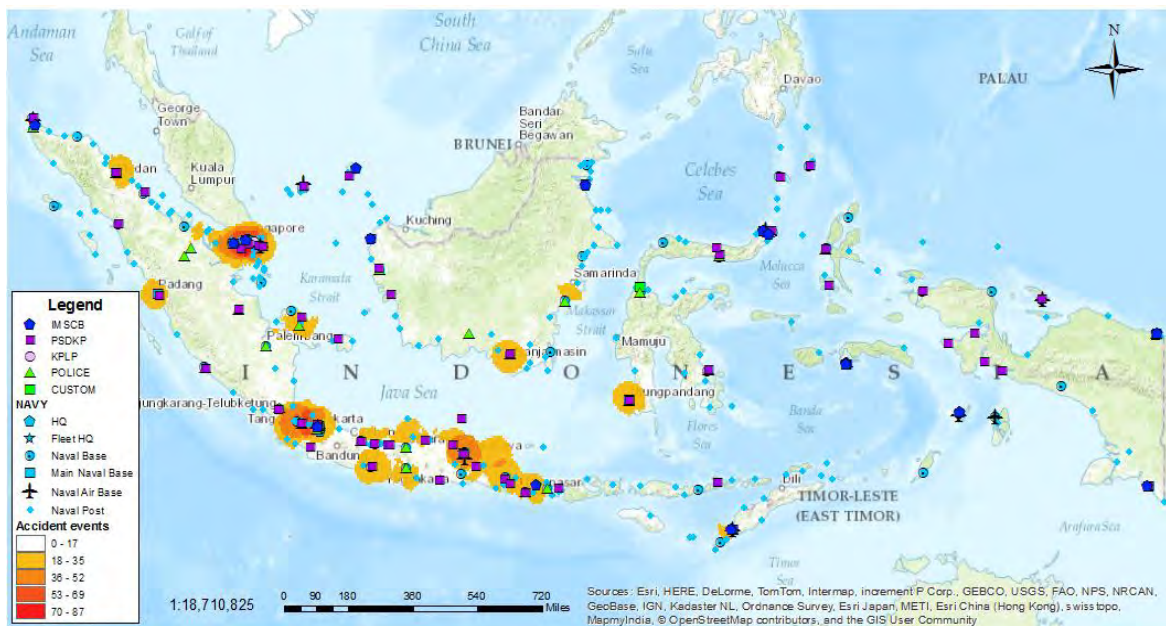 Andaman
Sea
Gulf of
Thailand
South
China Sea
Sulu
Sea
Davao
PALAU
N
George
Town
Bandar
Seri
Begawan
BRUNEI
Kuala
Lumpur
Celebes
Sea
Kuching
Samarinda
Molucca
Sea
Karamata
Strait
Padang
Palembang
Makassar
Strait
Mamuju
Java Sea
I N D O N E S I A
Banda
Sea
Flores
Sea
Bandung
Dili
TIMOR-LESTE
(EAST TIMOR)
Arafura Sea
Timor
Sea
Legend
IMSCB
PSDKP
KPLP
POLICE
CUSTOM
NAVY
HQ
Fleet HQ
Naval Base
Main Naval Base
Naval Air Base
Naval Post
Accident events
0 - 17
18 - 35
36 - 52
53 - 69
70 - 87
1:18,710,825
0 90 180 360 540 720
Miles
Sources: Esri, HERE, DeLorme, TomTom, Intermap, increment P Corp., GEBCO, USGS, FAO, NPS, NRCAN,
GeoBase, IGN, Kadaster NL, Ordnance Survey, Esri Japan, METI, Esri China (Hong Kong), swisstopo,
MapmyIndia, © OpenStreetMap contributors, and the GIS User Community